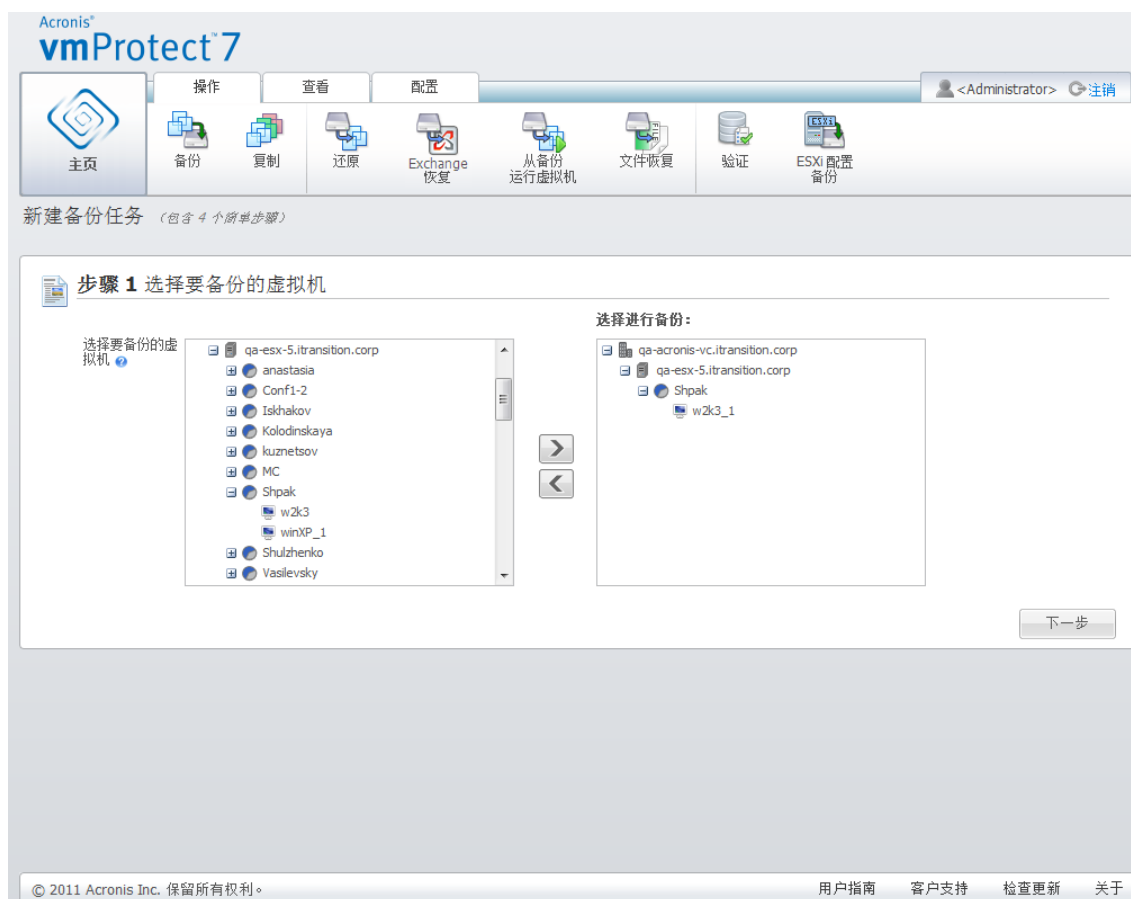 Acronis®
vmProtect™7
操作
查看
配置
<Administrator>
注销
主页
备份
复制
还原
Exchange
恢复
从备份
运行虚拟机
文件恢复
验证
ESXi 配置
备份
新建备份任务 (包含 4 个简单步骤)
步骤 1 选择要备份的虚拟机
选择要备份的虚
拟机
qa-esx-5.itransition.corp
anastasia
Conf1-2
Iskhakov
Kolodinskaya
kuznetsov
MC
Shpak
w2k3
winXP_1
Shulzhenko
Vasilevsky
选择进行备份:
qa-acronis-vc.itransition.corp
qa-esx-5.itransition.corp
Shpak
w2k3_1
下一步
© 2011 Acronis Inc. 保留所有权利。
用户指南
客户支持
检查更新
关于